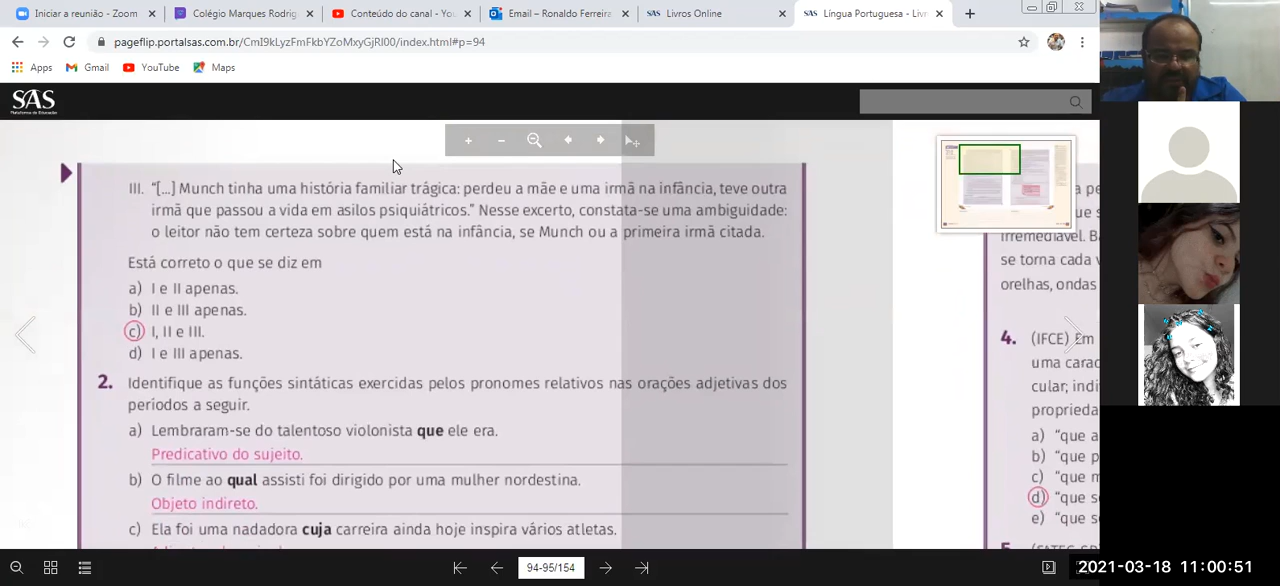 Iniciar a reunião - Zoom
Colégio Marques Rodrig
Conteúdo do canal - You
Email – Ronaldo Ferreira
Livros Online
Língua Portuguesa - Livr
pageflip.portalsas.com.br/CmI9kLyzFmFkbYZoMxyGjRI00/index.html#p=94
Apps
Gmail
YouTube
Maps
SAS
Plataforma de Educação
III. “[...] Munch tinha uma história familiar trágica: perdeu a mãe e uma irmã na infância, teve outra
irmã que passou a vida em asilos psiquiátricos.” Nesse excerto, constata-se uma ambiguidade:
o leitor não tem certeza sobre quem está na infância, se Munch ou a primeira irmã citada.
Está correto o que se diz em
a) I e II apenas.
b) II e III apenas.
c) I, II e III.
d) I e III apenas.
2. Identifique as funções sintáticas exercidas pelos pronomes relativos nas orações adjetivas dos
períodos a seguir.
a) Lembraram-se do talentoso violonista que ele era.
Predicativo do sujeito.
b) O filme ao qual assisti foi dirigido por uma mulher nordestina.
Objeto indireto.
c) Ela foi uma nadadora cuja carreira ainda hoje inspira vários atletas.
irremediável. Ba
se torna cada v
orelhas, ondas
4. (IFCE) Em
uma carac
cular; indi
propriedad
a) “que a
b) “que p
c) “que m
d) “que se
e) “que s
94-95/154
2021-03-18 11:00:51